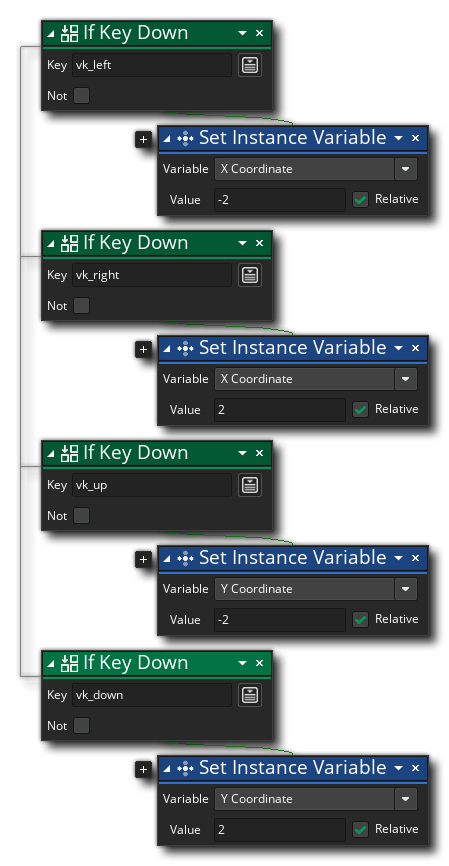 If Key Down
Key vk_left
Not
Set Instance Variable
Variable X Coordinate
Value -2 Relative
If Key Down
Key vk_right
Not
Set Instance Variable
Variable X Coordinate
Value 2 Relative
If Key Down
Key vk_up
Not
Set Instance Variable
Variable Y Coordinate
Value -2 Relative
If Key Down
Key vk_down
Not
Set Instance Variable
Variable Y Coordinate
Value 2 Relative